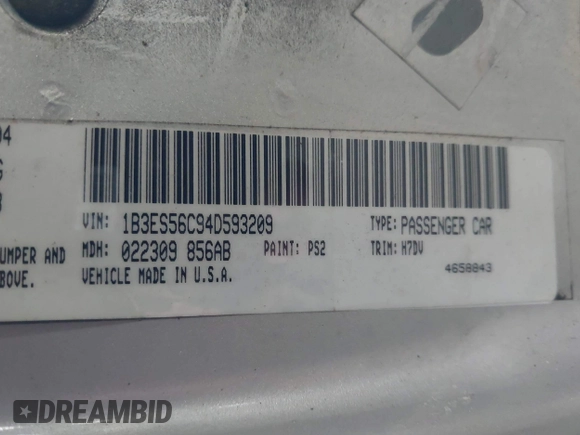 04
VIN: 1B3ES56C94D593209 TYPE: PASSENGER CAR
UMPER AND MDH: 022309 856AB PAINT: PS2 TRIM: H7DV
BOVE. VEHICLE MADE IN U.S.A. 4658843
DREAMBID